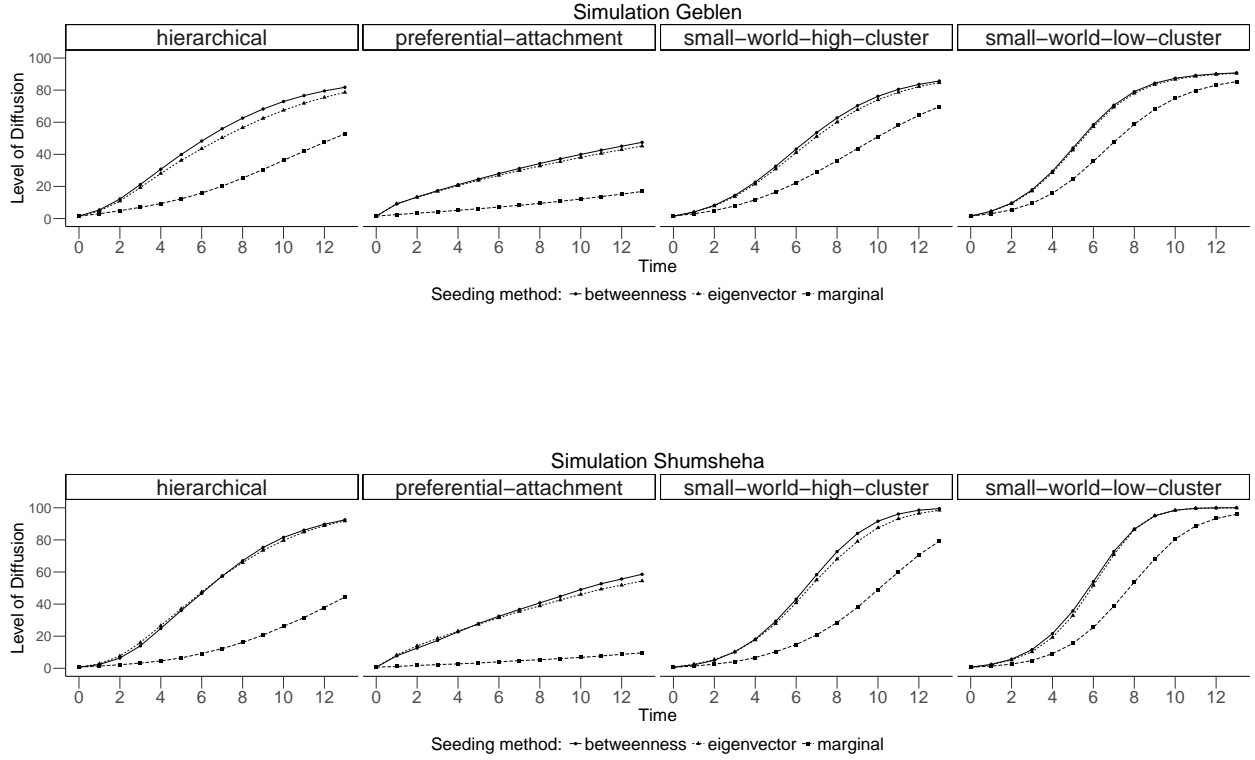 Simulation Geblen
hierarchical preferential−attachment small−world−high−cluster small−world−low−cluster
100
80
60
40
20
0
Level of Diffusion
0 2 4 6 8 10 12 0 2 4 6 8 10 12 0 2 4 6 8 10 12 0 2 4 6 8 10 12
Time
Seeding method: betweenness eigenvector marginal
Simulation Shumsheha
hierarchical preferential−attachment small−world−high−cluster small−world−low−cluster
100
80
60
40
20
0
Level of Diffusion
0 2 4 6 8 10 12 0 2 4 6 8 10 12 0 2 4 6 8 10 12 0 2 4 6 8 10 12
Time
Seeding method: betweenness eigenvector marginal